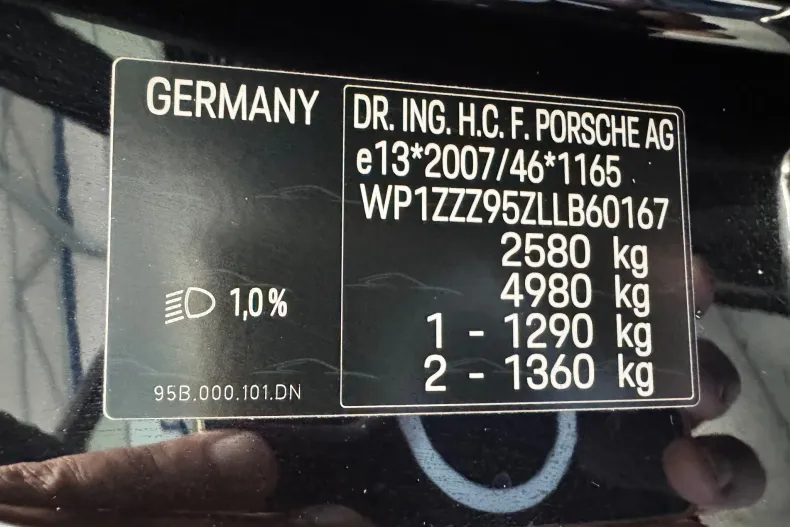 GERMANY
1,0%
95B.000.101.DN
DR. ING. H.C. F. PORSCHE AG
e13*2007/46*1165
WP1ZZZ95ZLLB60167
2580 kg
4980 kg
1 - 1290 kg
2 - 1360 kg